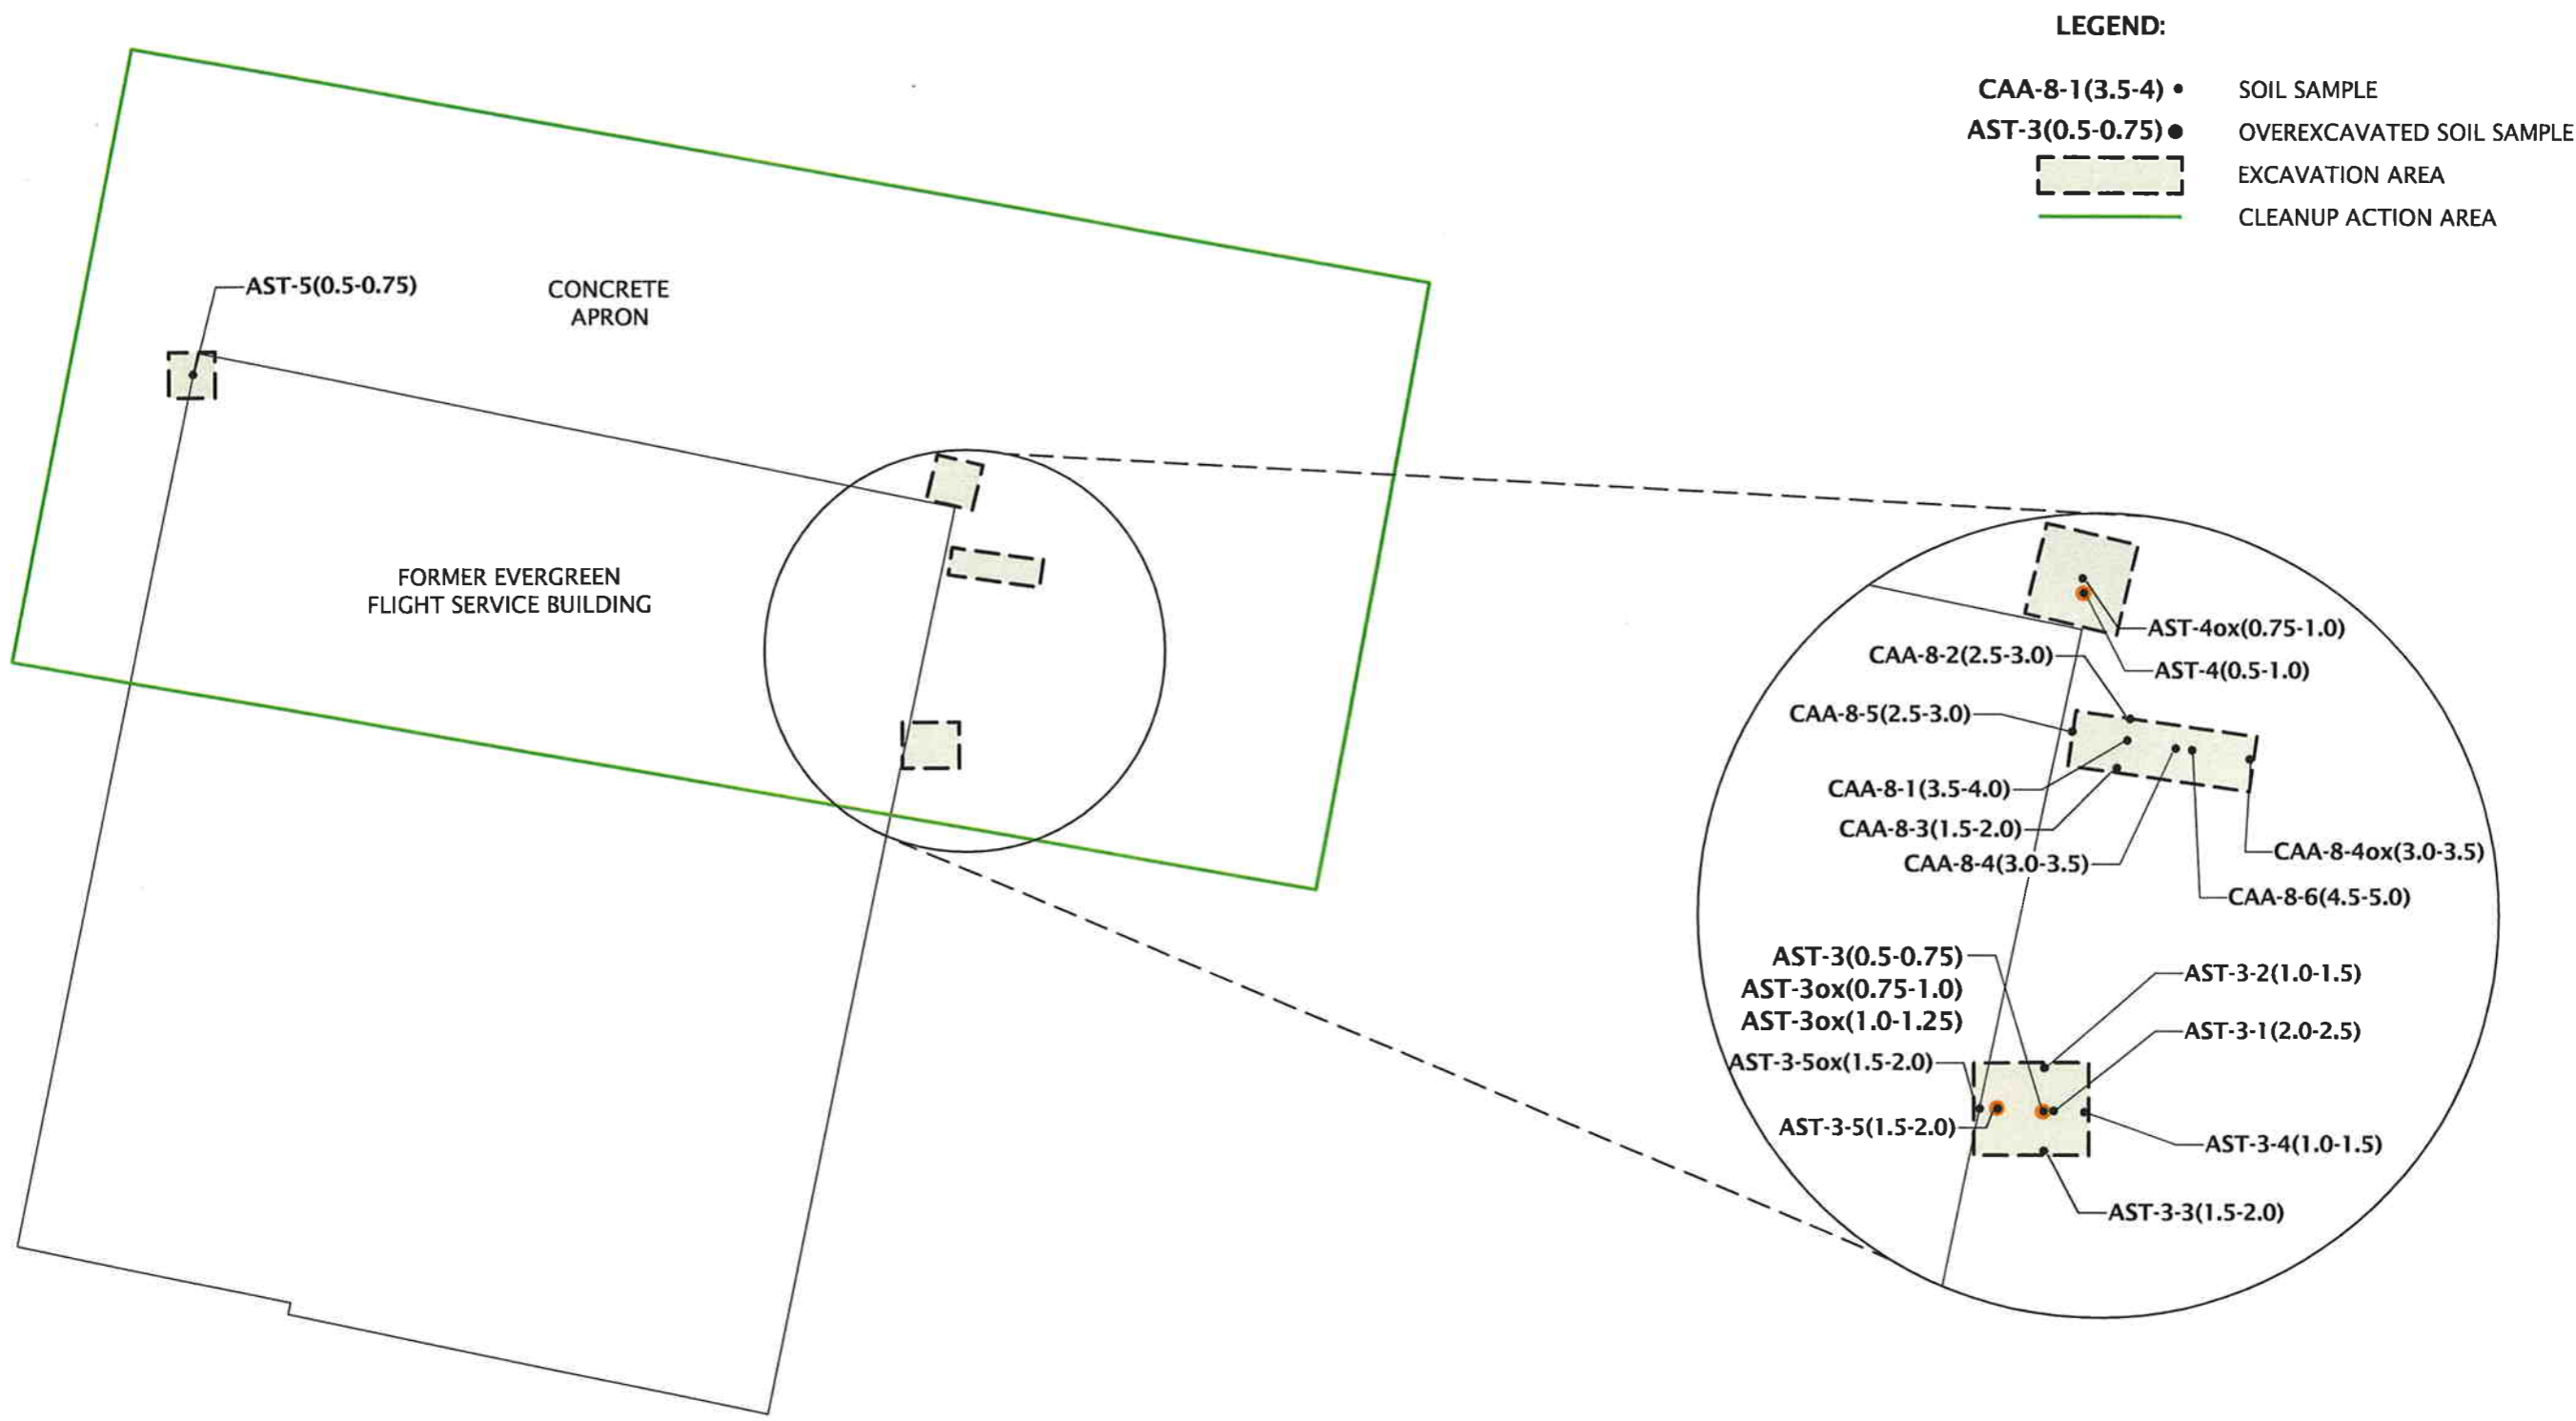 LEGEND:
CAA-8-1(3.5-4) SOIL SAMPLE
AST-3(0.5-0.75) OVEREXCAVATED SOIL SAMPLE
EXCAVATION AREA
CLEANUP ACTION AREA
AST-5(0.5-0.75)
CONCRETE
APRON
FORMER EVERGREEN
FLIGHT SERVICE BUILDING
AST-4ox(0.75-1.0)
CAA-8-2(2.5-3.0)
AST-4(0.5-1.0)
CAA-8-5(2.5-3.0)
CAA-8-1(3.5-4.0)
CAA-8-3(1.5-2.0)
CAA-8-4ox(3.0-3.5)
CAA-8-4(3.0-3.5)
CAA-8-6(4.5-5.0)
AST-3(0.5-0.75)
AST-3ox(0.75-1.0)
AST-3ox(1.0-1.25)
AST-3-2(1.0-1.5)
AST-3-1(2.0-2.5)
AST-3-5ox(1.5-2.0)
AST-3-5(1.5-2.0)
AST-3-4(1.0-1.5)
AST-3-3(1.5-2.0)